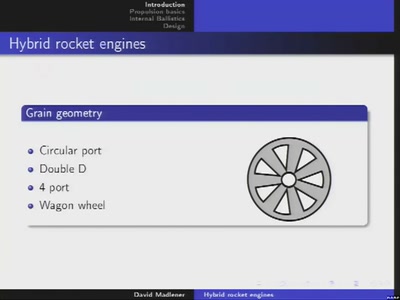 Introduction
Propulsion basics
Internal Ballistics
Design
Hybrid rocket engines
Grain geometry
Circular port
Double D
4 port
Wagon wheel
David Madlener
Hybrid rocket engines